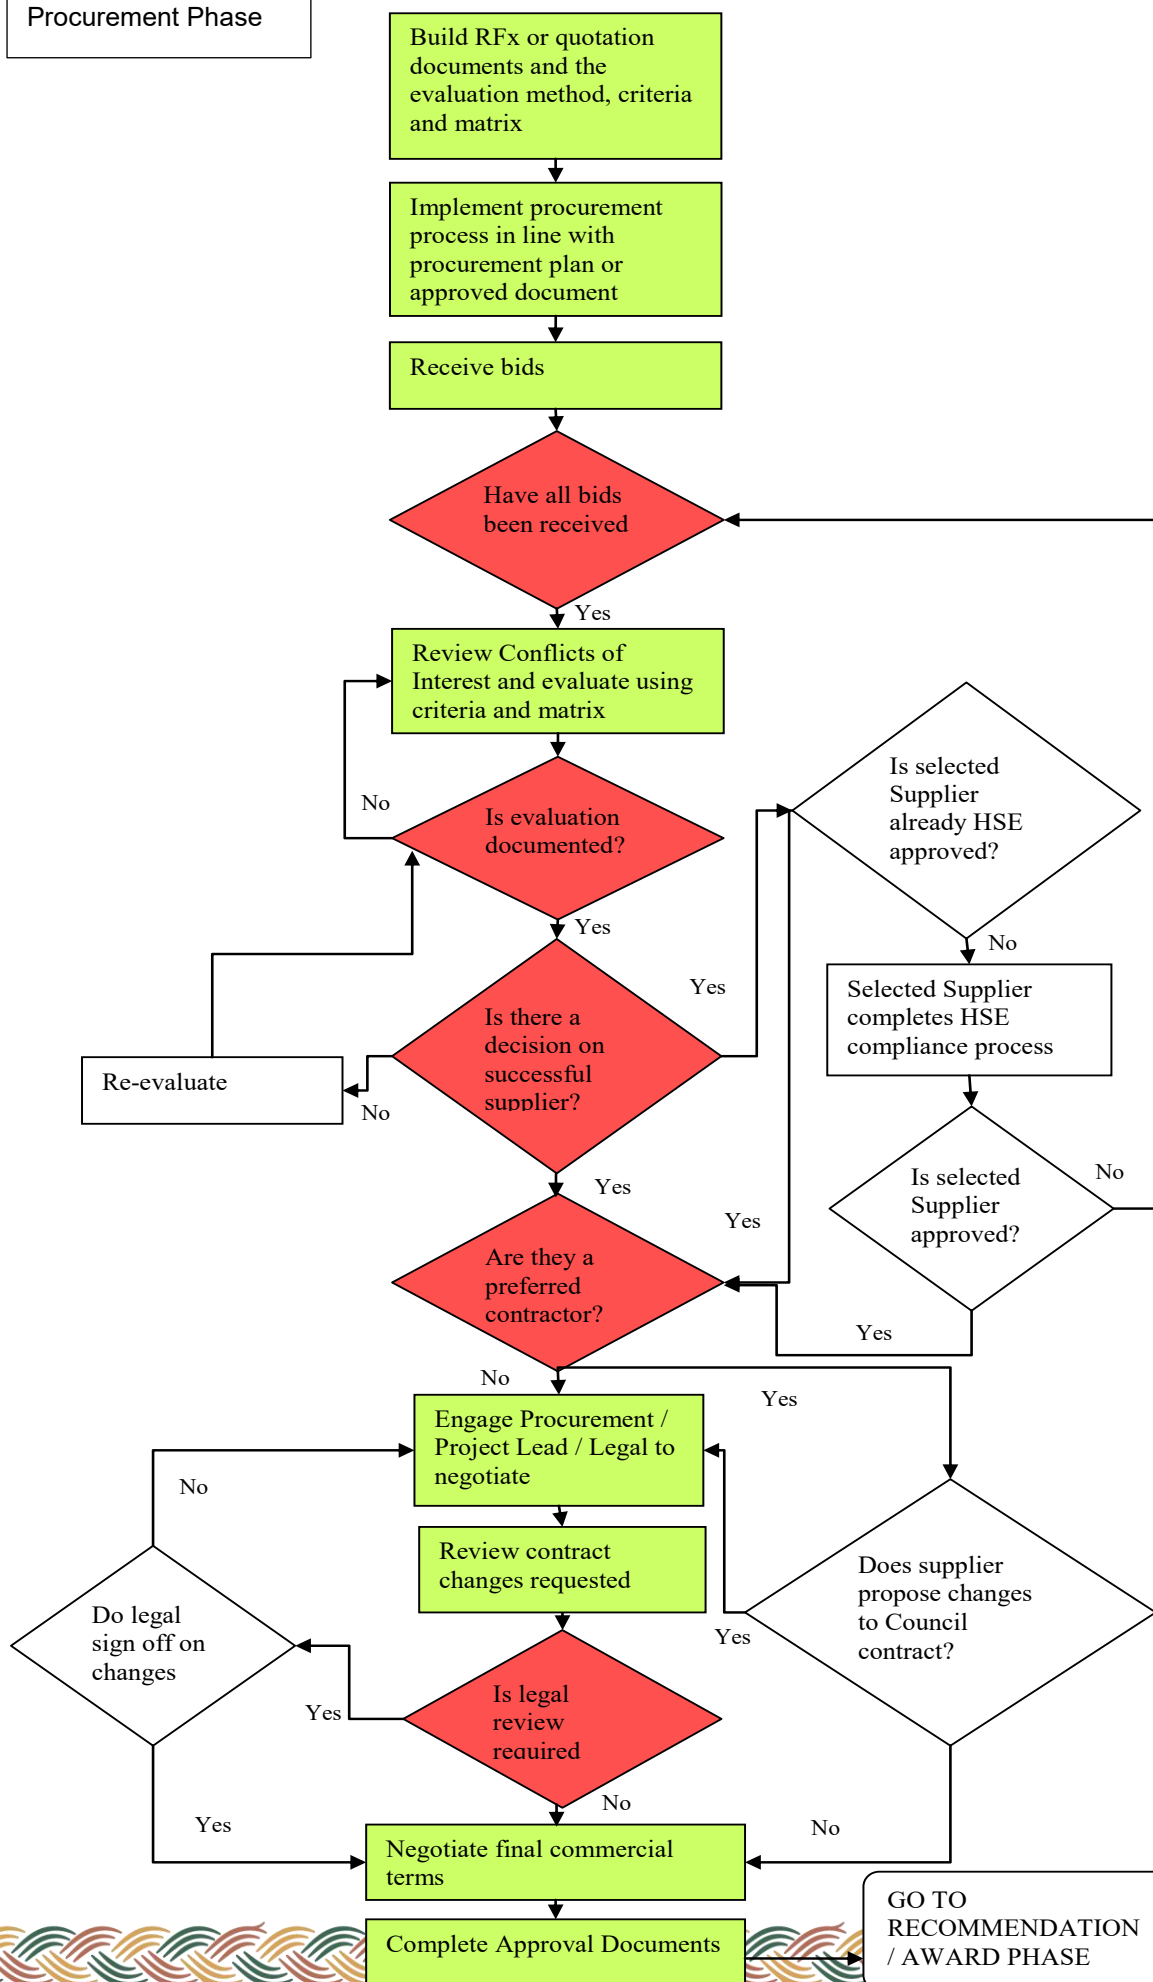 Procurement Phase
Build RFx or quotation
documents and the
evaluation method, criteria
and matrix
Implement procurement
process in line with
procurement plan or
approved document
Receive bids
Have all bids
been received
Yes
Review Conflicts of
Interest and evaluate using
criteria and matrix
Is selected
Supplier
already HSE
approved?
No
Is evaluation
documented?
Yes
No
Yes
Selected Supplier
completes HSE
compliance process
Is there a
decision on
successful
supplier?
Re-evaluate
No
Yes
Is selected
Supplier
approved?
No
Yes
Are they a
preferred
contractor?
Yes
No
Yes
Engage Procurement /
Project Lead / Legal to
negotiate
No
Review contract
changes requested
Does supplier
propose changes
to Council
contract?
Do legal
sign off on
changes
Yes
Is legal
review
required
Yes
No
Yes
No
Negotiate final commercial
terms
GO TO
RECOMMENDATION
/ AWARD PHASE
Complete Approval Documents